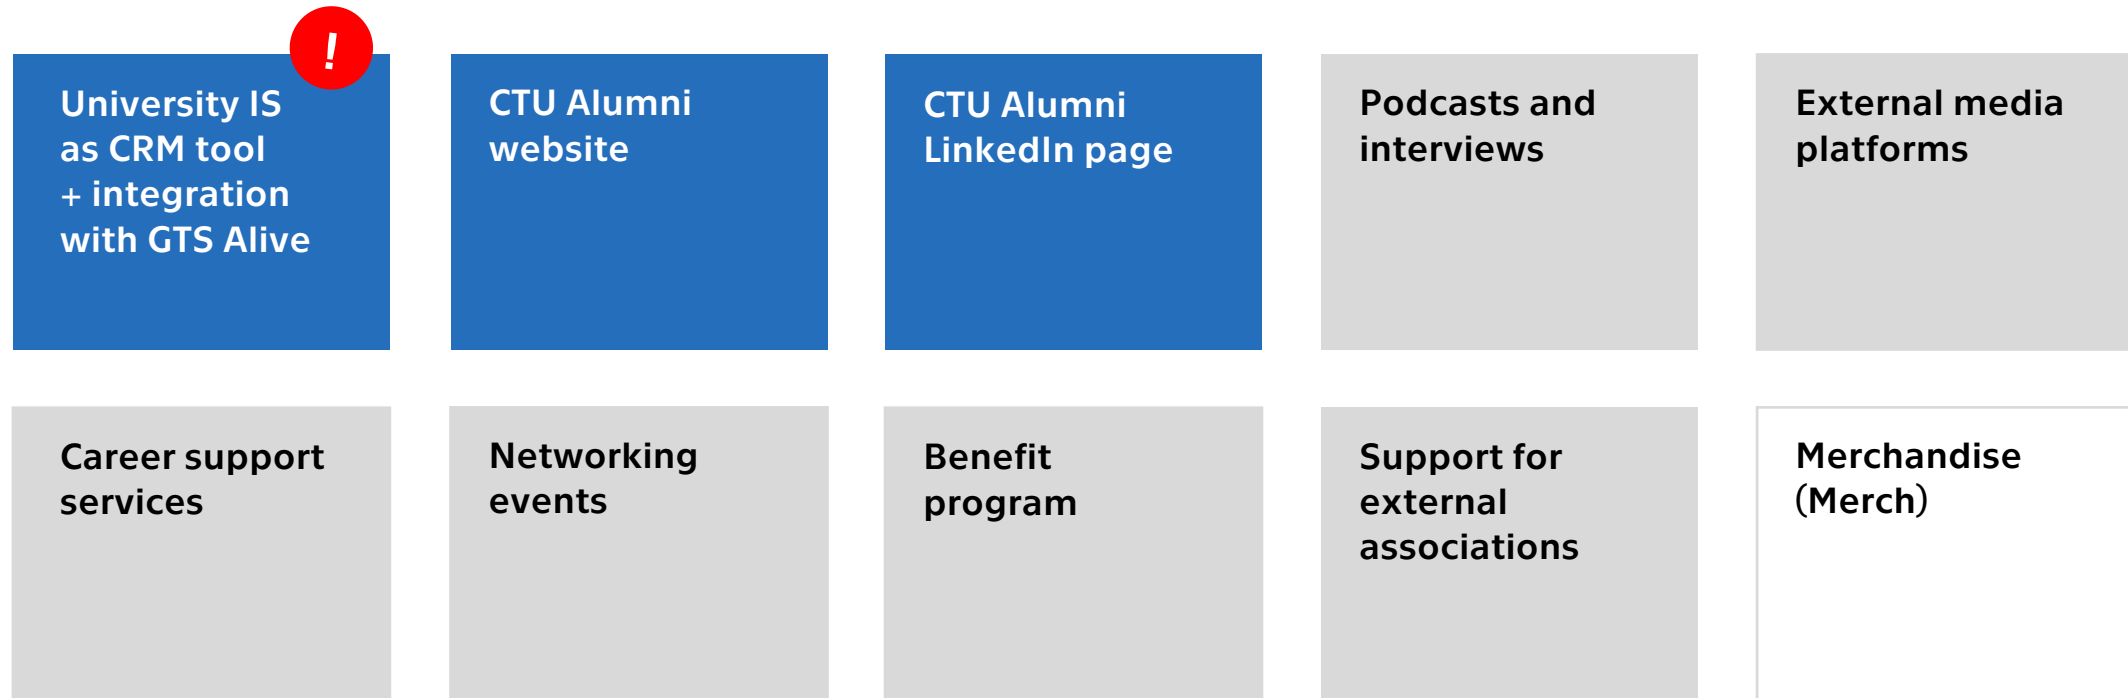 !
University IS
as CRM tool
+ integration
with GTS Alive
CTU Alumni
website
CTU Alumni
LinkedIn page
Podcasts and
interviews
External media
platforms
Career support
services
Networking
events
Benefit
program
Support for
external
associations
Merchandise
(Merch)